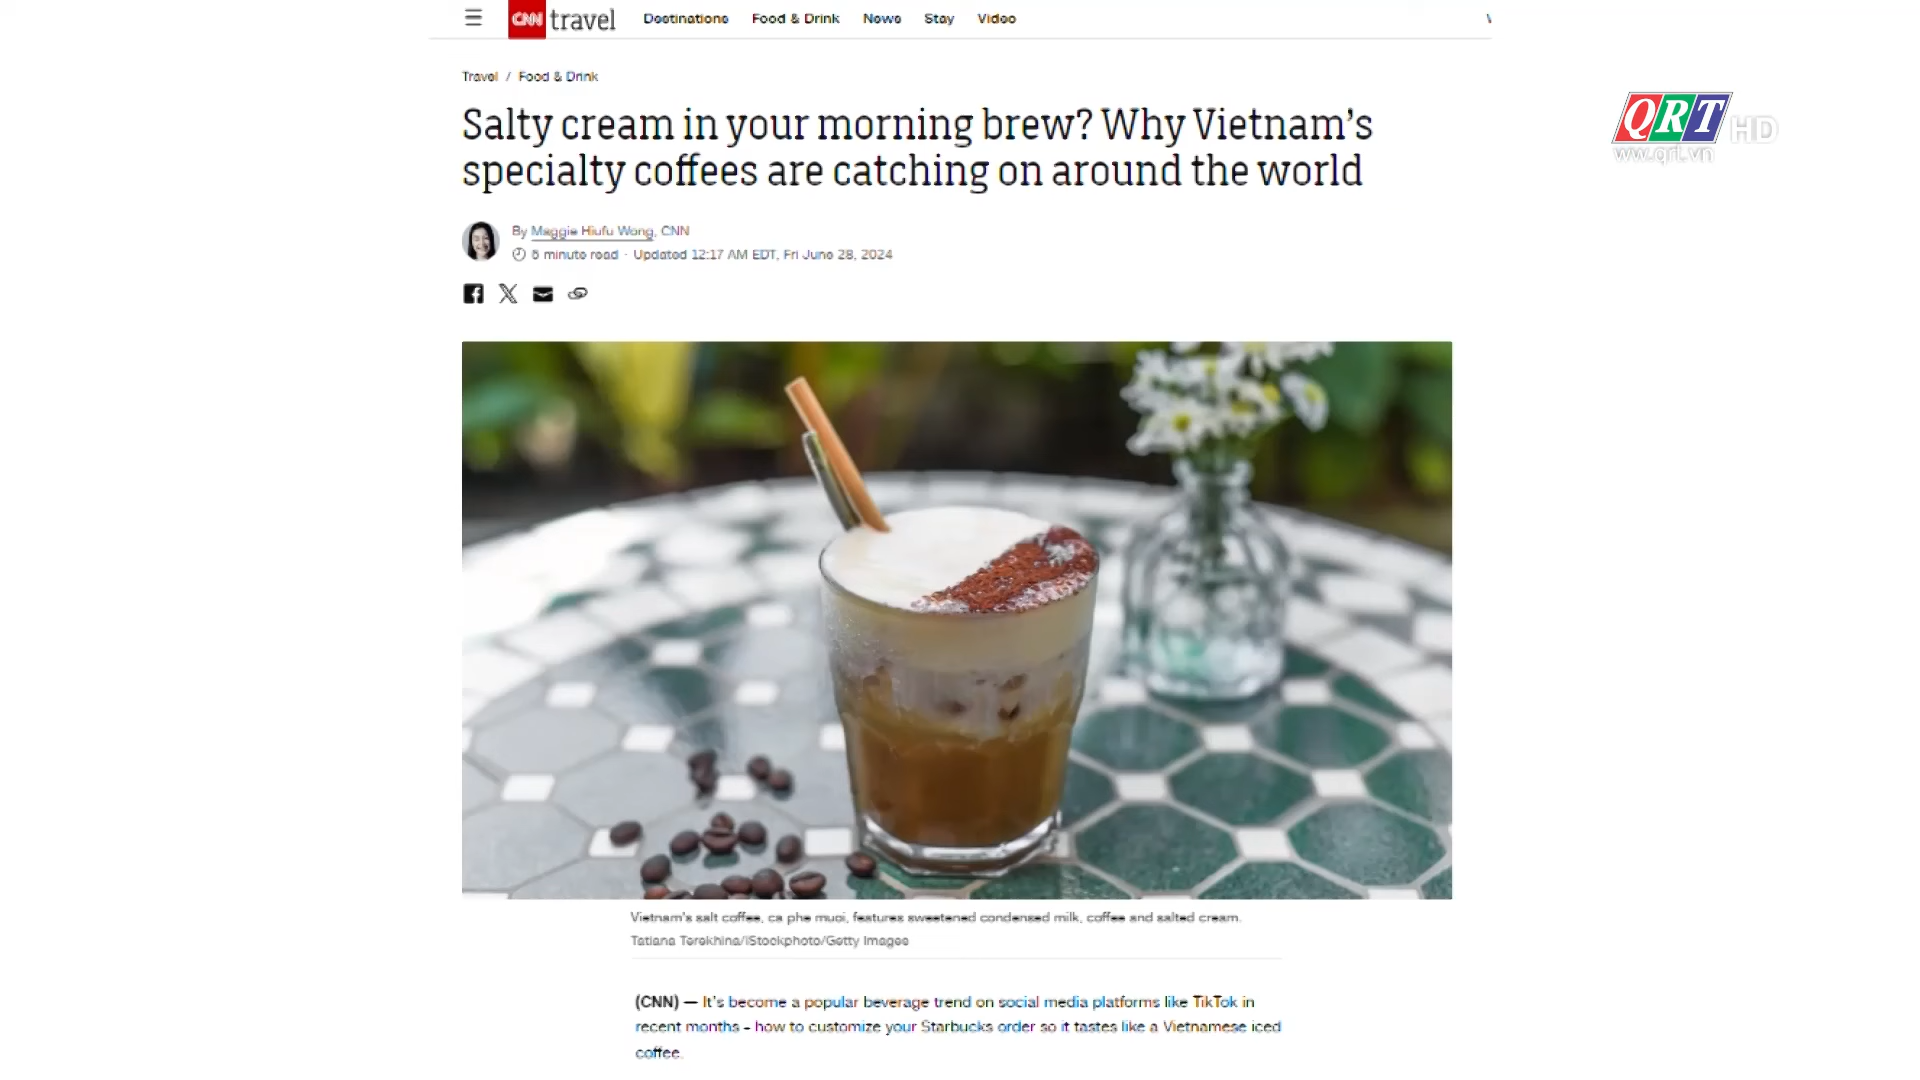 CNN travel Destinations Food & Drink News Stay Video
Travel / Food & Drink
Salty cream in your morning brew? Why Vietnam's
specialty coffees are catching on around the world
QRT HD
www.qrt.vn
By Maggie Hiufu Wong, CNN
5 minute read · Updated 12:17 AM EDT, Fri June 28, 2024
Vietnam's salt coffee, ca phe muoi, features sweetened condensed milk, coffee and salted cream.
Tatiana Terekhina/iStockphoto/Getty Images
(CNN) — It's become a popular beverage trend on social media platforms like TikTok in
recent months – how to customize your Starbucks order so it tastes like a Vietnamese iced
coffee.